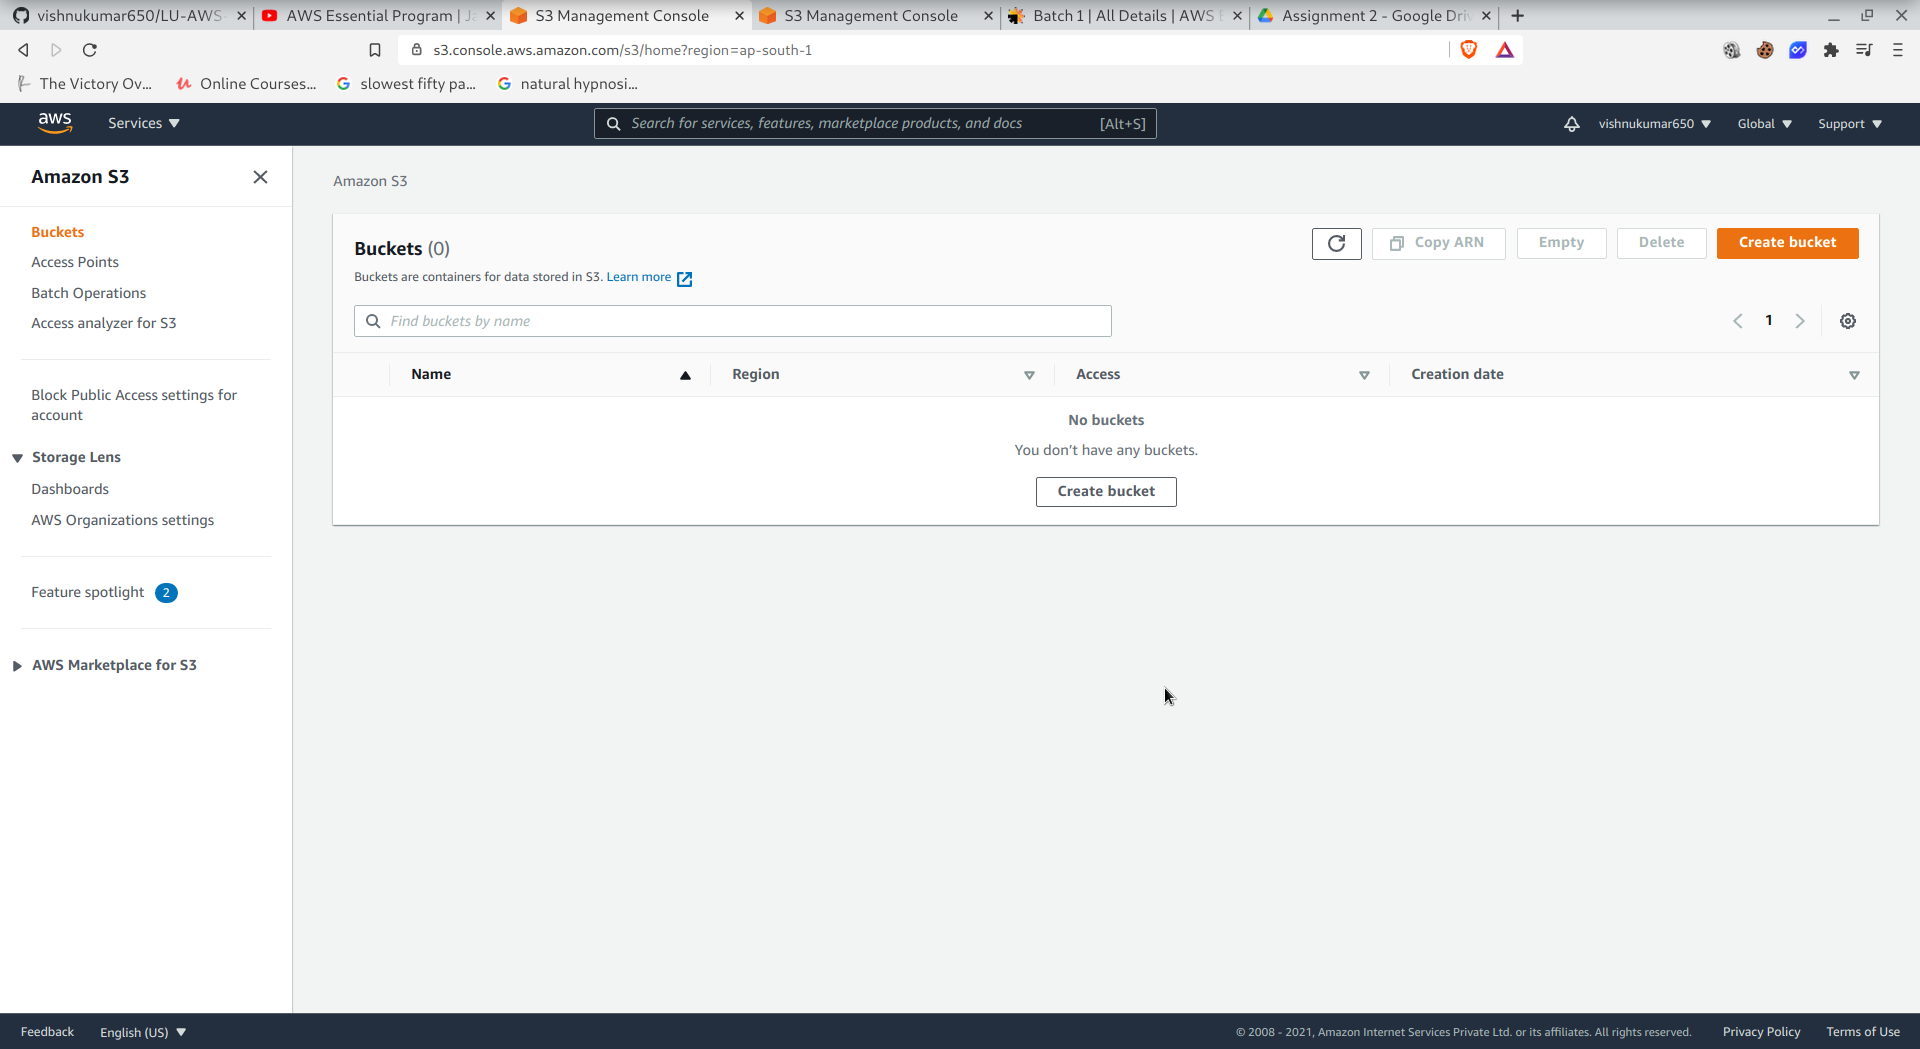 vishnukumar650/LU-AWS-
AWS Essential Program | Ja
S3 Management Console
S3 Management Console
Batch 1 | All Details | AWS E
Assignment 2 - Google Driv
s3.console.aws.amazon.com/s3/home?region=ap-south-1
The Victory Ov...
Online Courses...
slowest fifty pa...
natural hypnosi...
aws
Services
Search for services, features, marketplace products, and docs
[Alt+S]
vishnukumar650
Global
Support
Amazon S3
Buckets
Access Points
Batch Operations
Access analyzer for S3
Block Public Access settings for
account
Storage Lens
Dashboards
AWS Organizations settings
Feature spotlight 2
AWS Marketplace for S3
Amazon S3
Buckets (0)
Copy ARN
Empty
Delete
Create bucket
Buckets are containers for data stored in S3. Learn more
Find buckets by name
1
Name
Region
Access
Creation date
No buckets
You don't have any buckets.
Create bucket
Feedback
English (US)
© 2008 - 2021, Amazon Internet Services Private Ltd. or its affiliates. All rights reserved.
Privacy Policy
Terms of Use